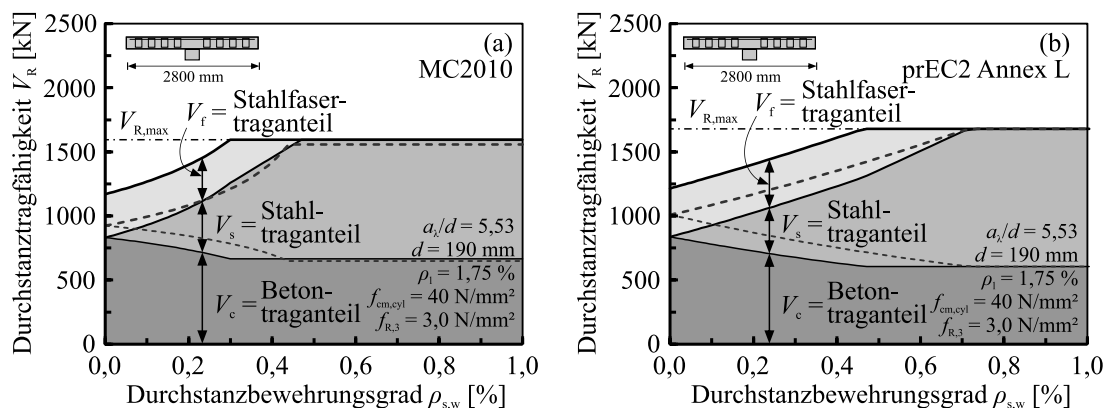 2500
2000
1500
1000
500
0
Durchstanztragfähigkeit V_R [kN]
(a)
MC2010
2800 mm
V_R,max
V_f = Stahlfaser-
traganteil
V_s = Stahl-
traganteil
V_c = Beton-
traganteil
a_λ/d = 5,53
d = 190 mm
ρ_l = 1,75 %
f_cm,cyl = 40 N/mm²
f_R,3 = 3,0 N/mm²
0,0 0,2 0,4 0,6 0,8 1,0
Durchstanzbewehrungsgrad ρ_s,w [%]
2500
2000
1500
1000
500
0
Durchstanztragfähigkeit V_R [kN]
(b)
prEC2 Annex L
2800 mm
V_R,max
V_f = Stahlfaser-
traganteil
V_s = Stahl-
traganteil
V_c = Beton-
traganteil
a_λ/d = 5,53
d = 190 mm
ρ_l = 1,75 %
f_cm,cyl = 40 N/mm²
f_R,3 = 3,0 N/mm²
0,0 0,2 0,4 0,6 0,8 1,0
Durchstanzbewehrungsgrad ρ_s,w [%]